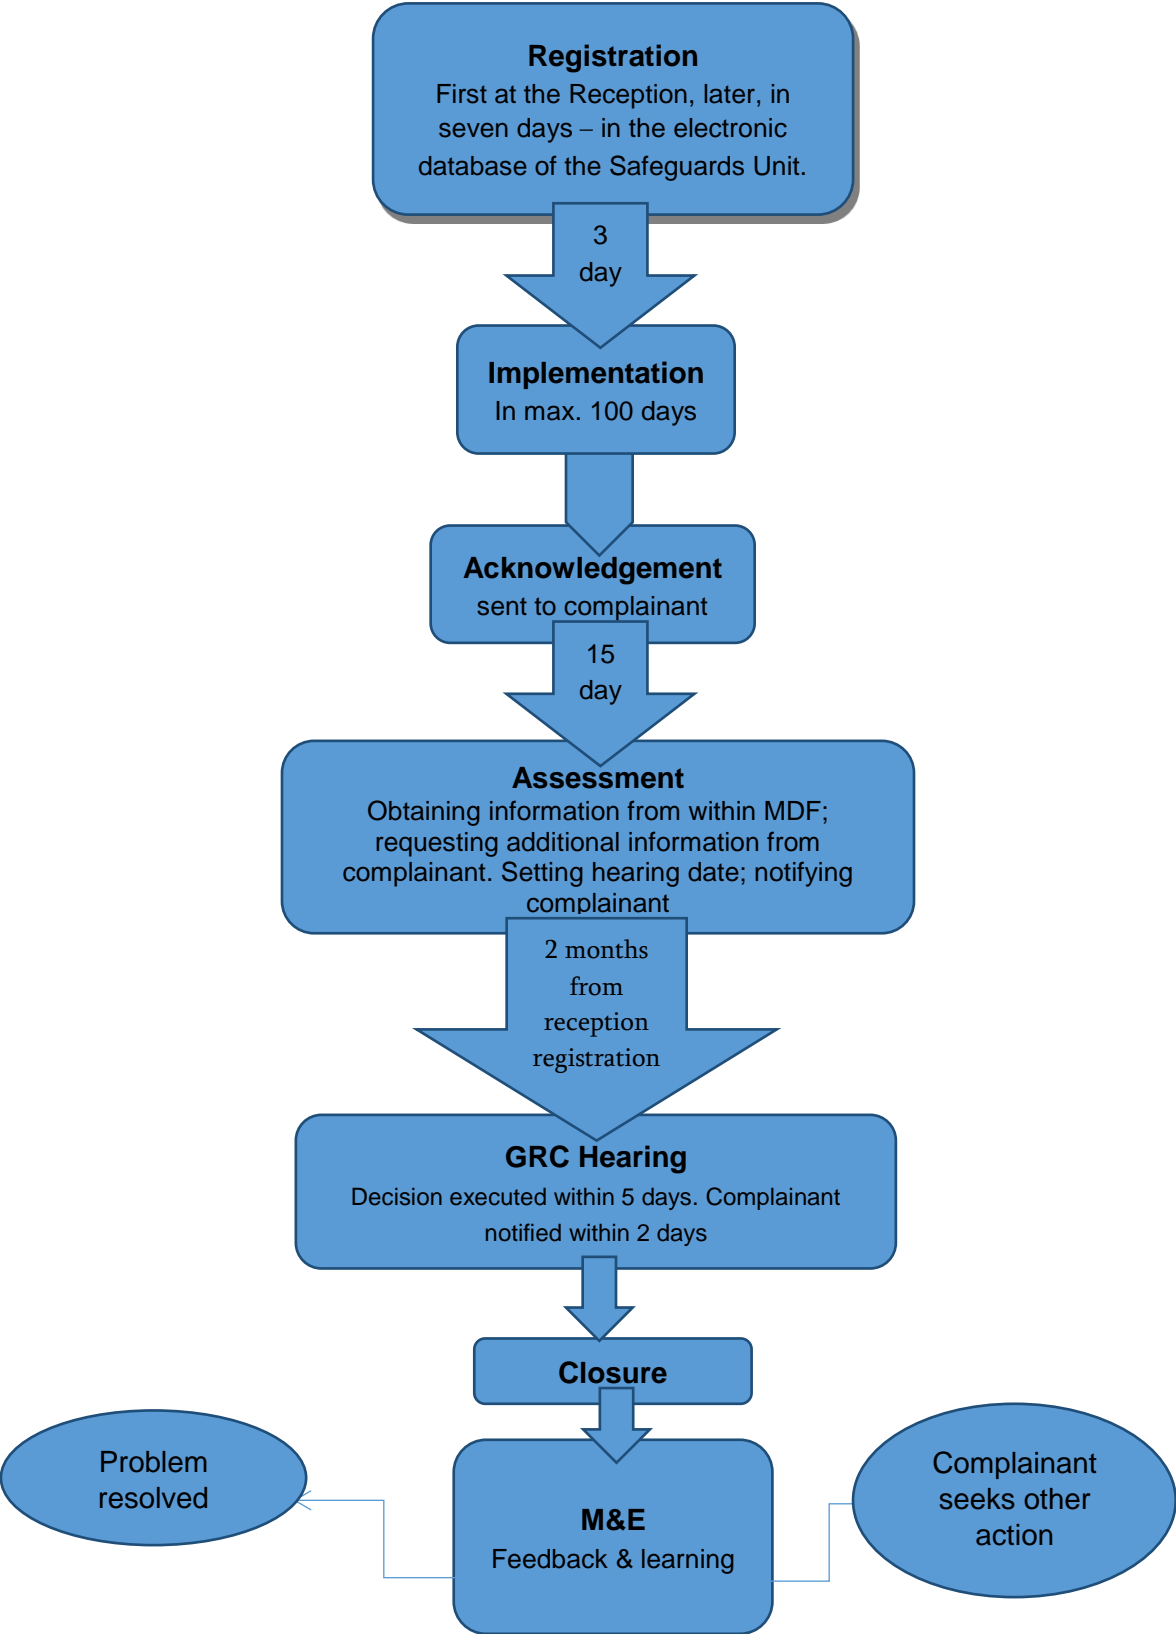 Registration
First at the Reception, later, in
seven days – in the electronic
database of the Safeguards Unit.
3
day
Implementation
In max. 100 days
Acknowledgement
sent to complainant
15
day
Assessment
Obtaining information from within MDF;
requesting additional information from
complainant. Setting hearing date; notifying
complainant
2 months
from
reception
registration
GRC Hearing
Decision executed within 5 days. Complainant
notified within 2 days
Closure
Problem
resolved
M&E
Feedback & learning
Complainant
seeks other
action